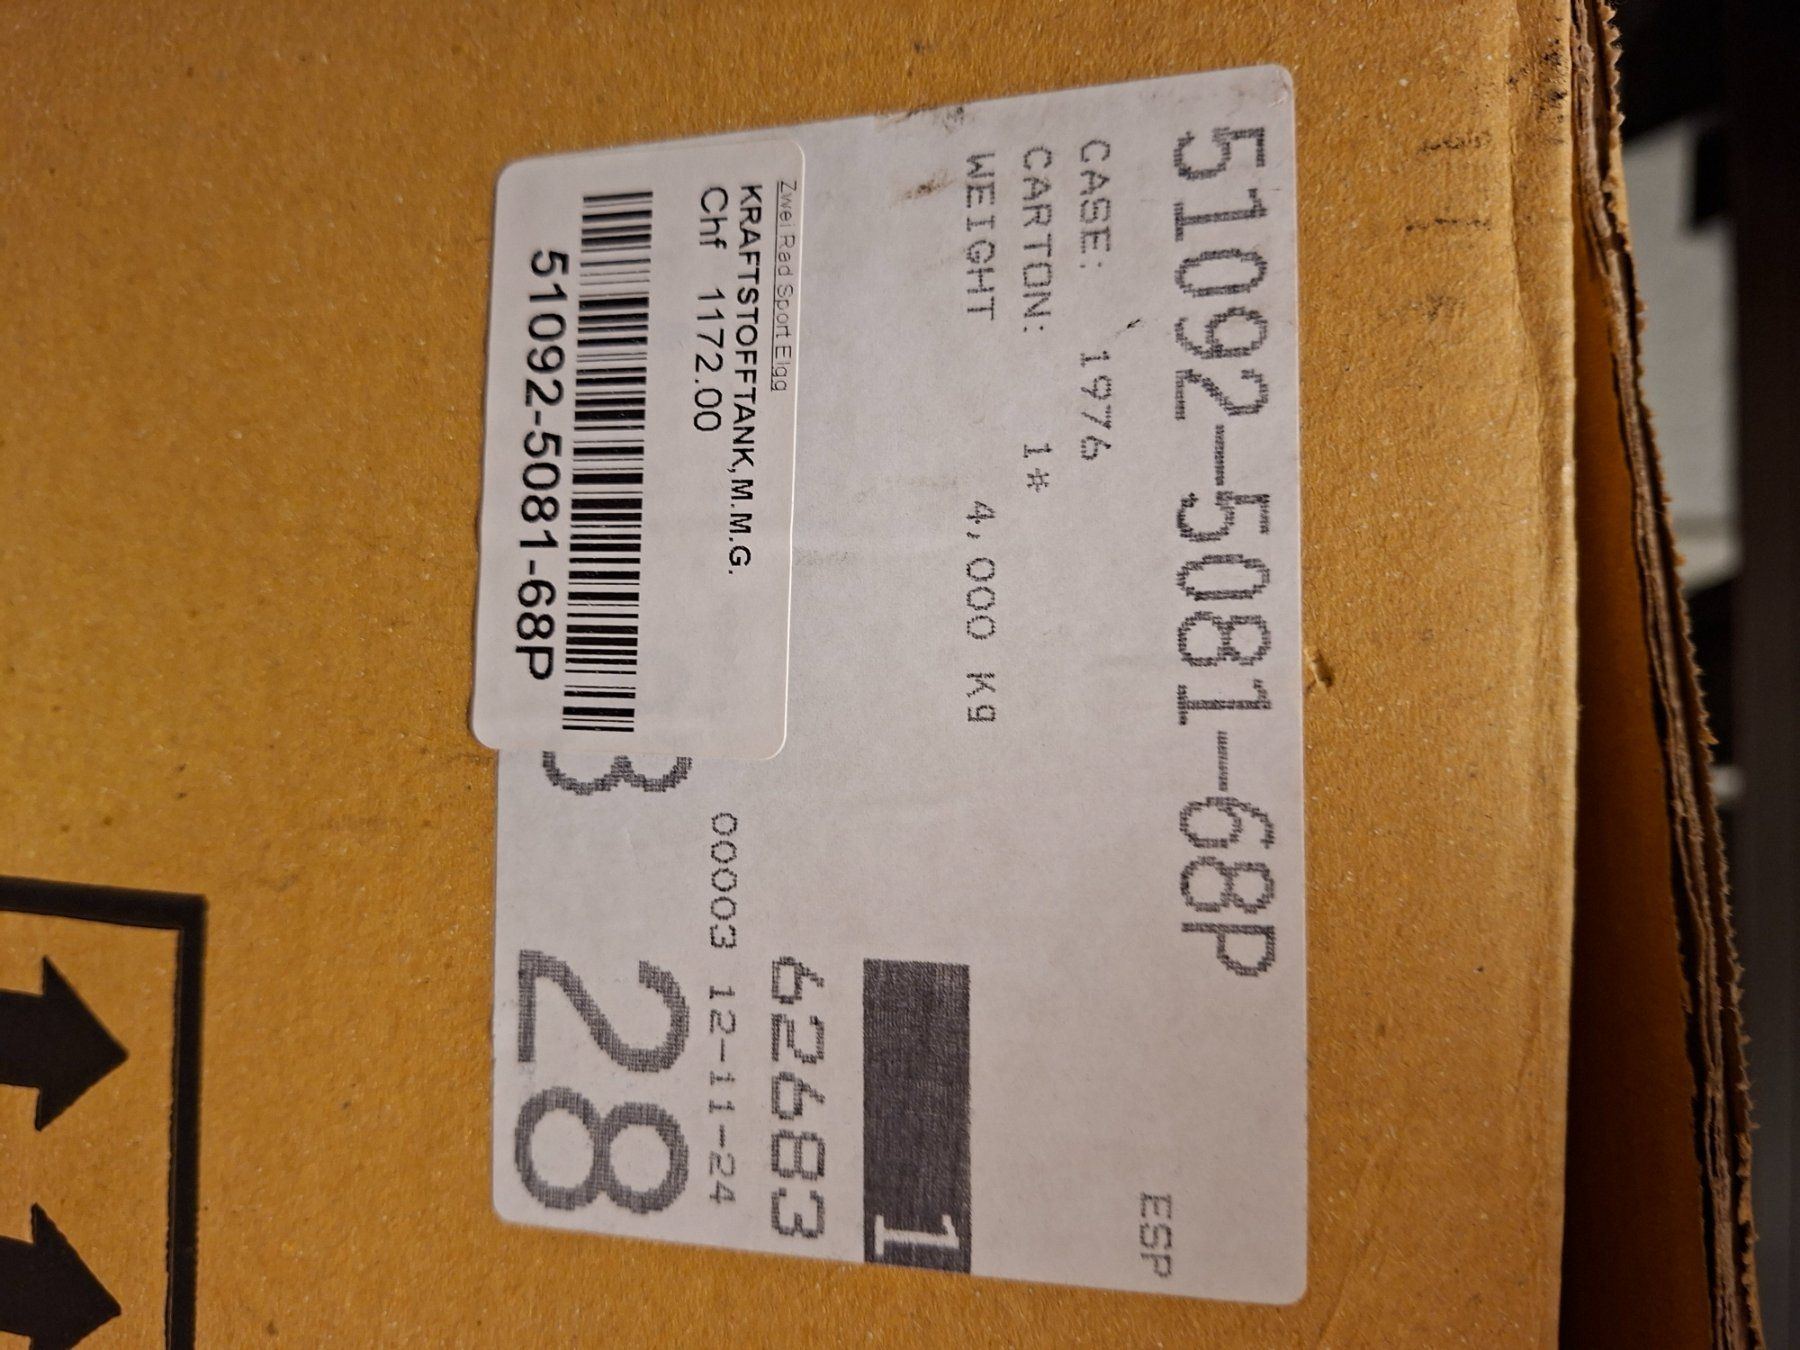 51092-5081-68P
ESP
CASE: 1976
CARTON: 1*
WEIGHT 4,000 Kg
1
62683
00003 12-11-24
28
Zwei Rad Sport Elgg
KRAFTSTOFFTANK,M.M.G.
Chf 1172.00
51092-5081-68P